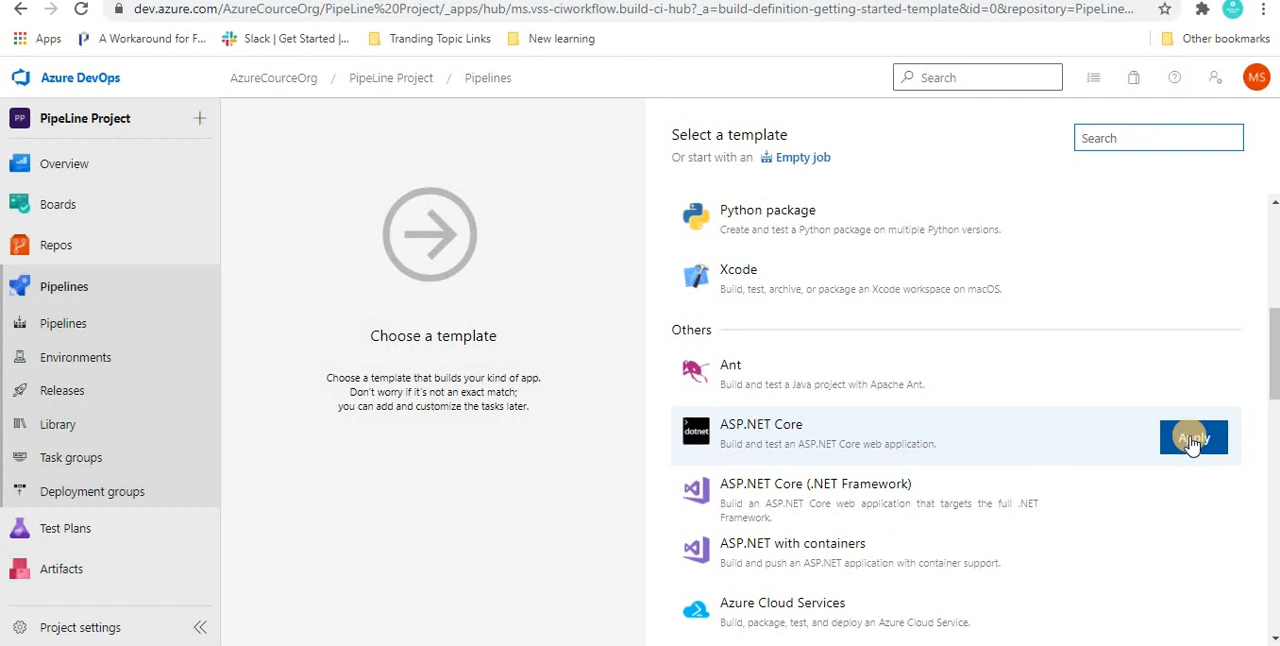 dev.azure.com/AzureCourceOrg/PipeLine%20Project/_apps/hub/ms.vss-ciworkflow.build-ci-hub?_a=build-definition-getting-started-template&id=0&repository=PipeLine...
Apps
A Workaround for F...
Slack | Get Started |...
Tranding Topic Links
New learning
Other bookmarks
Azure DevOps
AzureCourceOrg / PipeLine Project / Pipelines
Search
MS
PP
PipeLine Project
Overview
Boards
Repos
Pipelines
Pipelines
Environments
Releases
Library
Task groups
Deployment groups
Test Plans
Artifacts
Project settings
Choose a template
Choose a template that builds your kind of app.
Don't worry if it's not an exact match;
you can add and customize the tasks later.
Select a template
Or start with an Empty job
Search
Python package
Create and test a Python package on multiple Python versions.
Xcode
Build, test, archive, or package an Xcode workspace on macOS.
Others
Ant
Build and test a Java project with Apache Ant.
dotnet
ASP.NET Core
Build and test an ASP.NET Core web application.
Apply
ASP.NET Core (.NET Framework)
Build an ASP.NET Core web application that targets the full .NET
Framework.
ASP.NET with containers
Build and push an ASP.NET application with container support.
Azure Cloud Services
Build, package, test, and deploy an Azure Cloud Service.